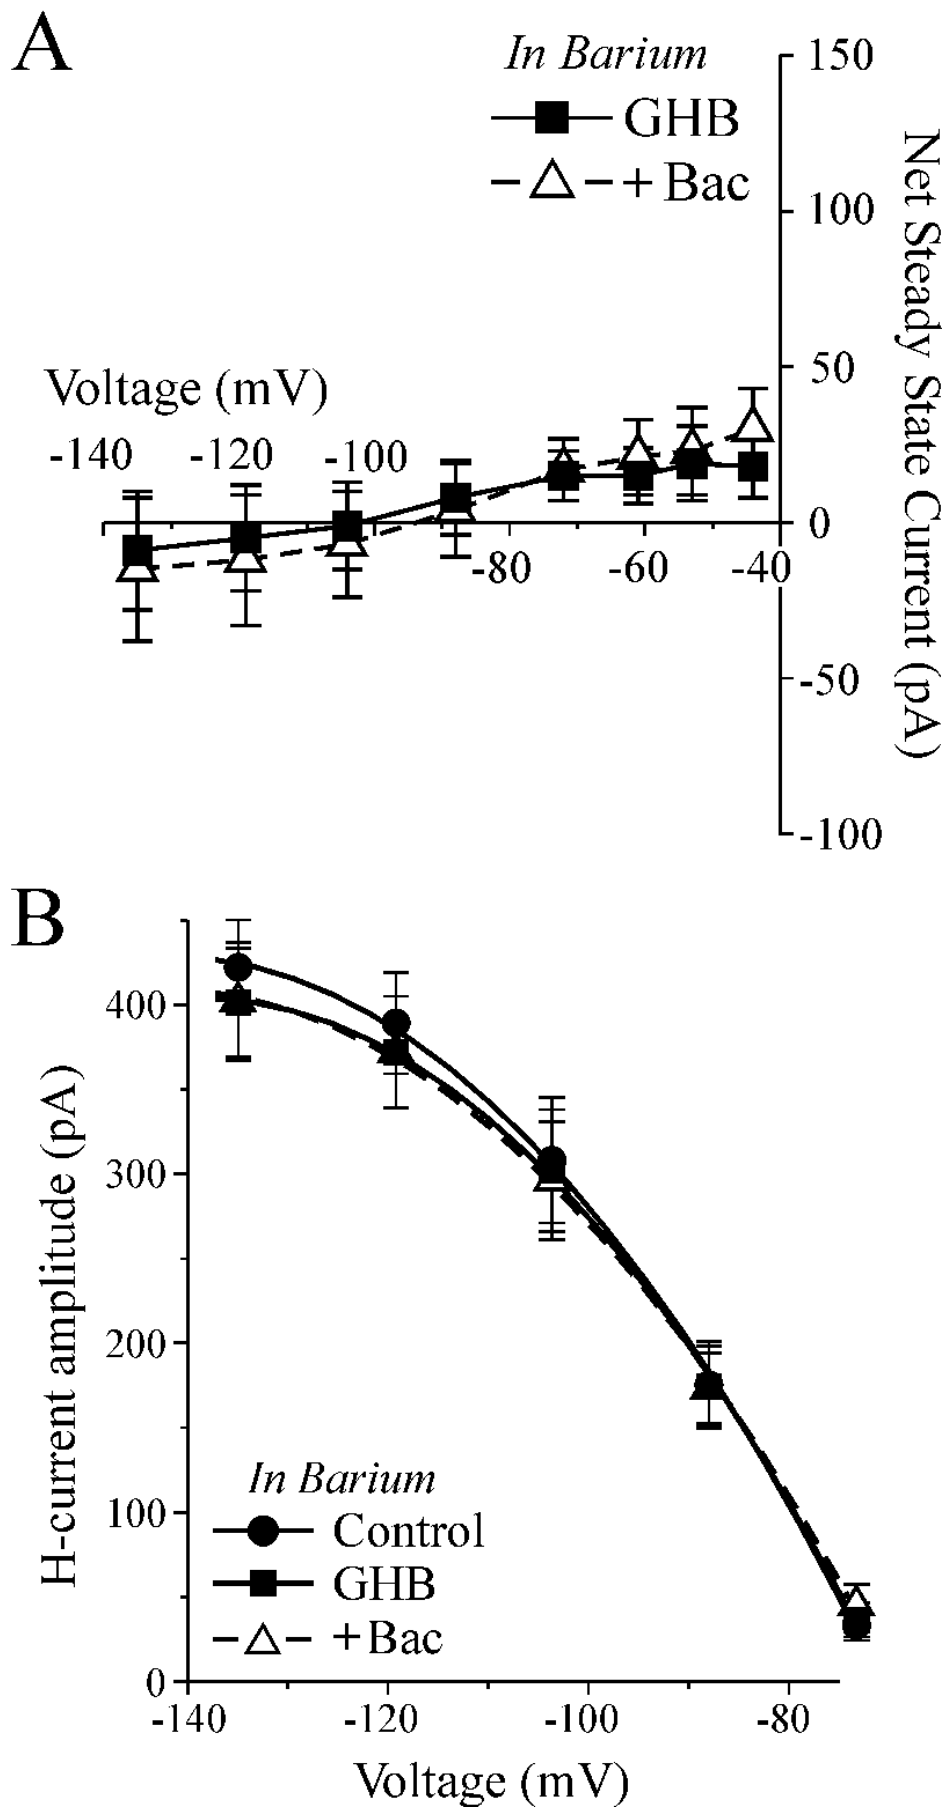 A
In Barium
GHB
+ Bac
150
100
50
0
-50
-100
Net Steady State Current (pA)
Voltage (mV)
-140 -120 -100
-80 -60 -40
B
400
300
200
100
0
H-current amplitude (pA)
In Barium
Control
GHB
+ Bac
-140 -120 -100 -80
Voltage (mV)